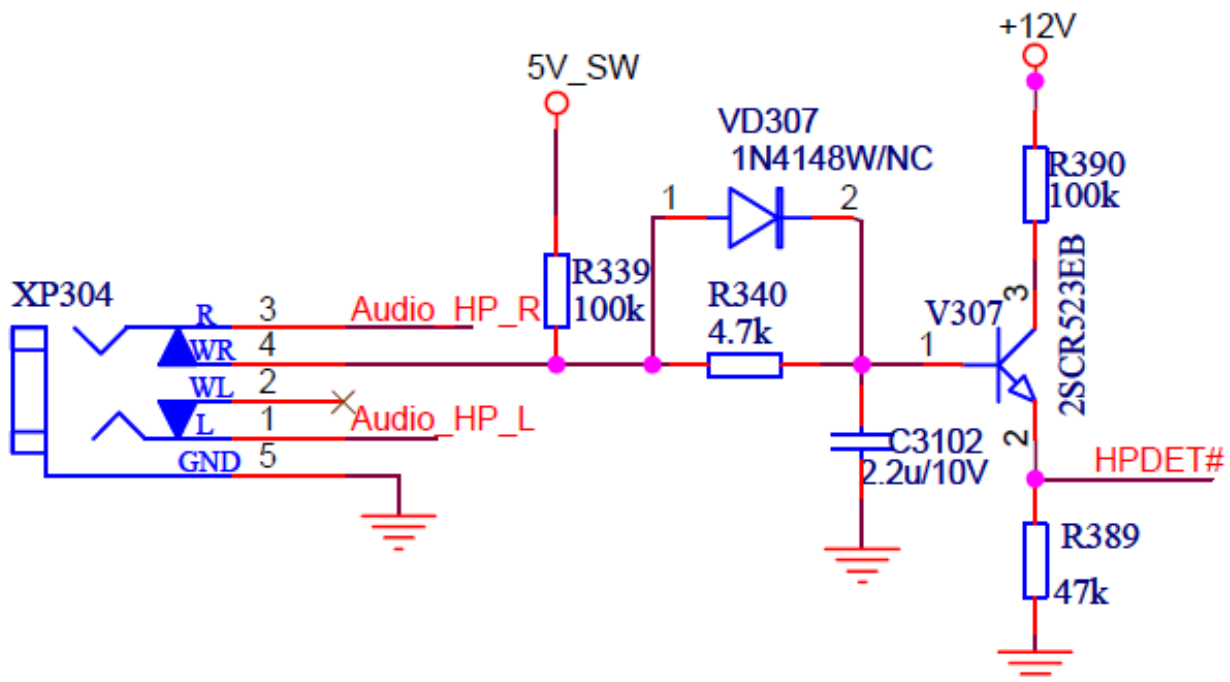 +12V
5V_SW
VD307
1N4148W/NC
1
2
R390
100k
R339
100k
XP304
R
3
Audio_HP_R
R340
4.7k
V307
3
2SCR523EB
WR
4
1
WL
2
L
1
Audio_HP_L
GND
5
C3102
2.2u/10V
2
HPDET#
R389
47k